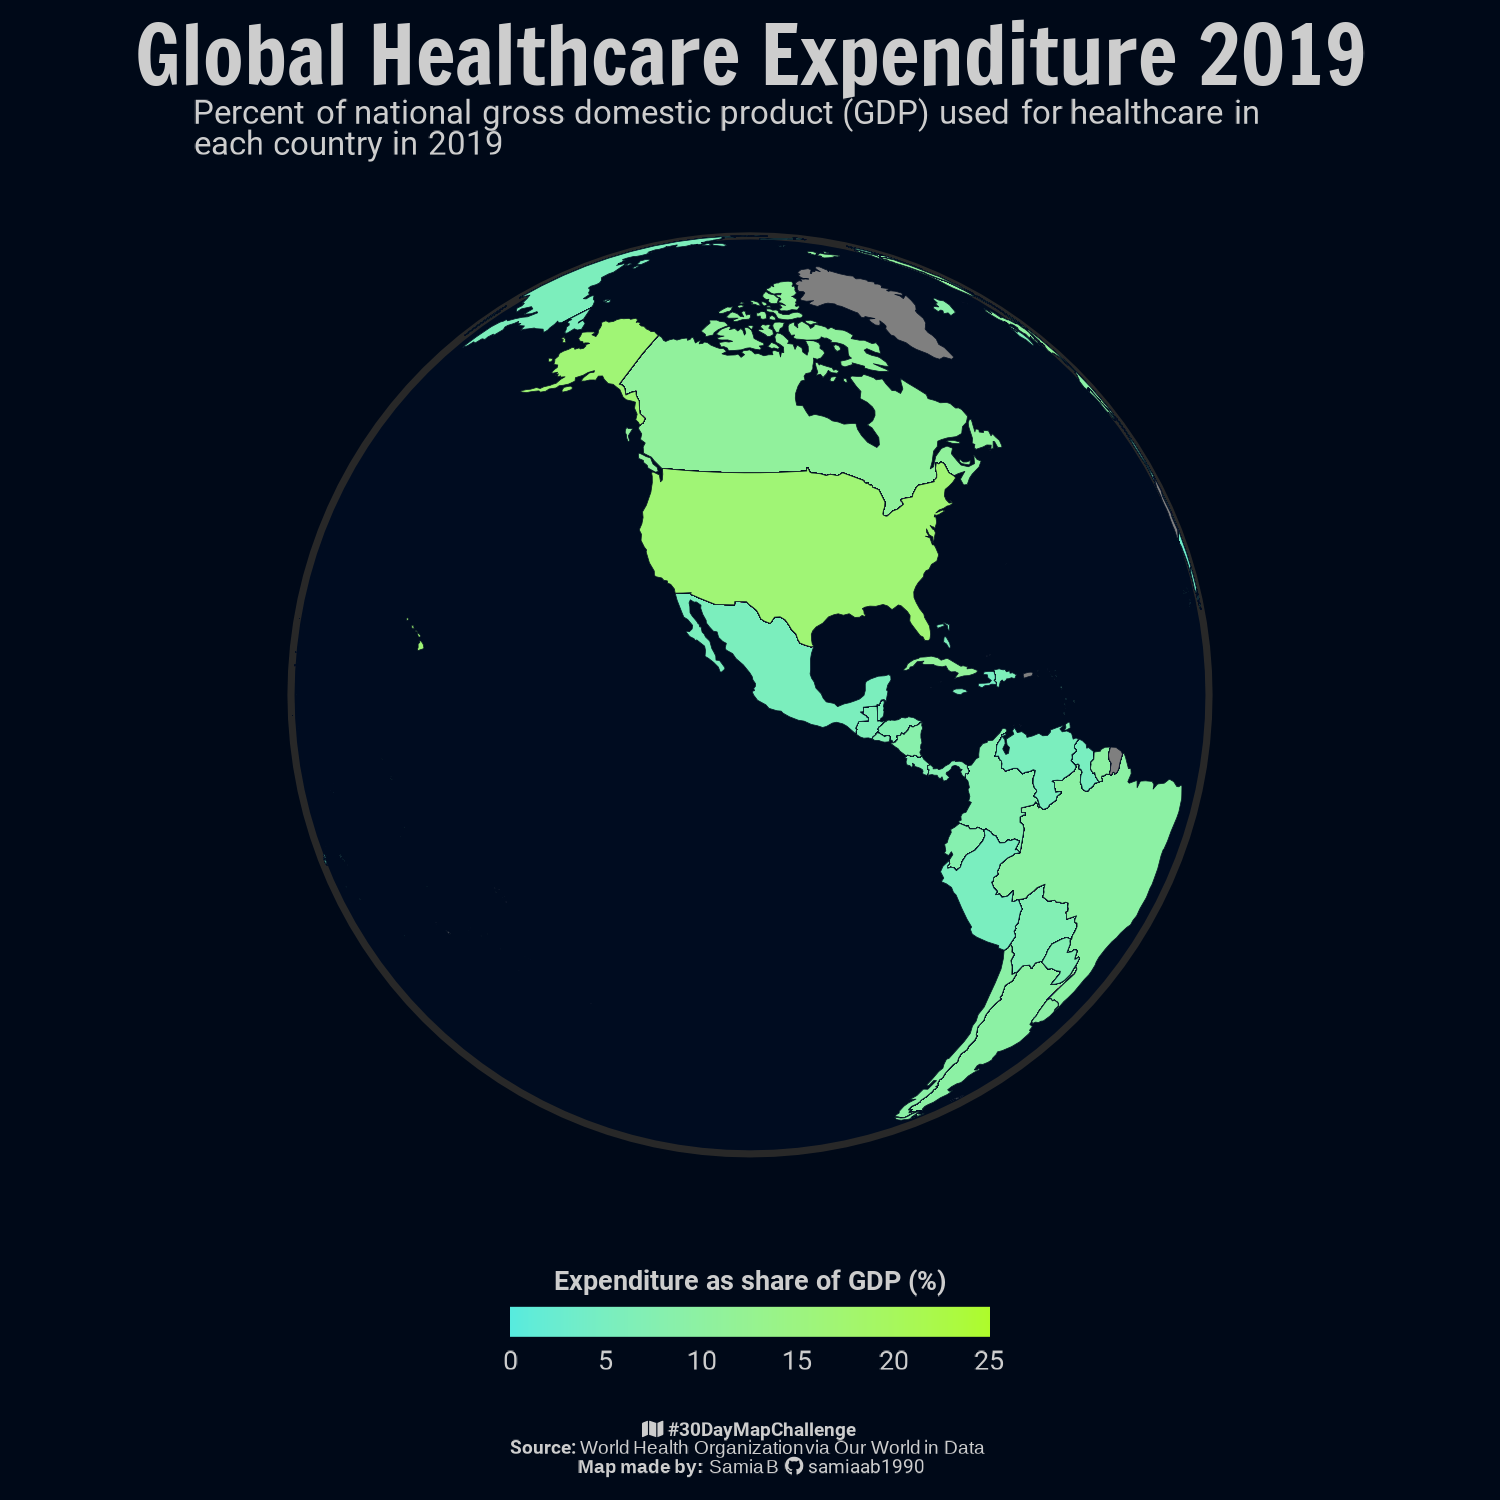 Global Healthcare Expenditure 2019
Percent of national gross domestic product (GDP) used for healthcare in
each country in 2019
Expenditure as share of GDP (%)
0 5 10 15 20 25
#30DayMapChallenge
Source: World Health Organization via Our World in Data
Map made by: Samia B samiaab1990